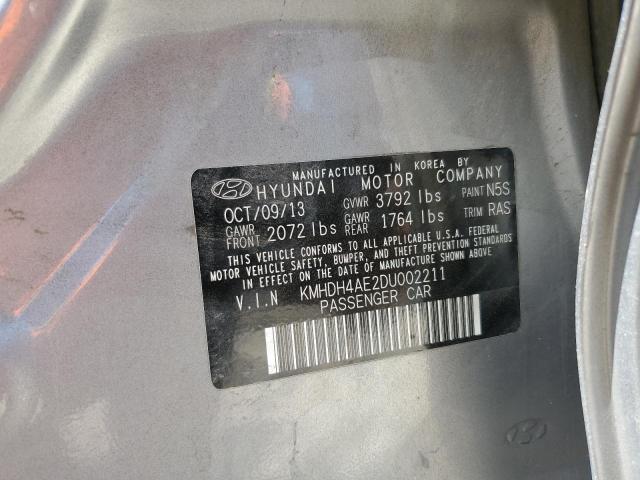 MANUFACTURED IN KOREA BY
HYUNDAI MOTOR COMPANY
OCT/09/13 GVWR 3792 lbs PAINT N5S
GAWR FRONT 2072 lbs GAWR REAR 1764 lbs TRIM RAS
THIS VEHICLE CONFORMS TO ALL APPLICABLE U.S.A. FEDERAL
MOTOR VEHICLE SAFETY, BUMPER, AND THEFT PREVENTION STANDARDS
IN EFFECT ON THE DATE OF MANUFACTURE SHOWN ABOVE.
V.I.N KMHDH4AE2DU002211
PASSENGER CAR